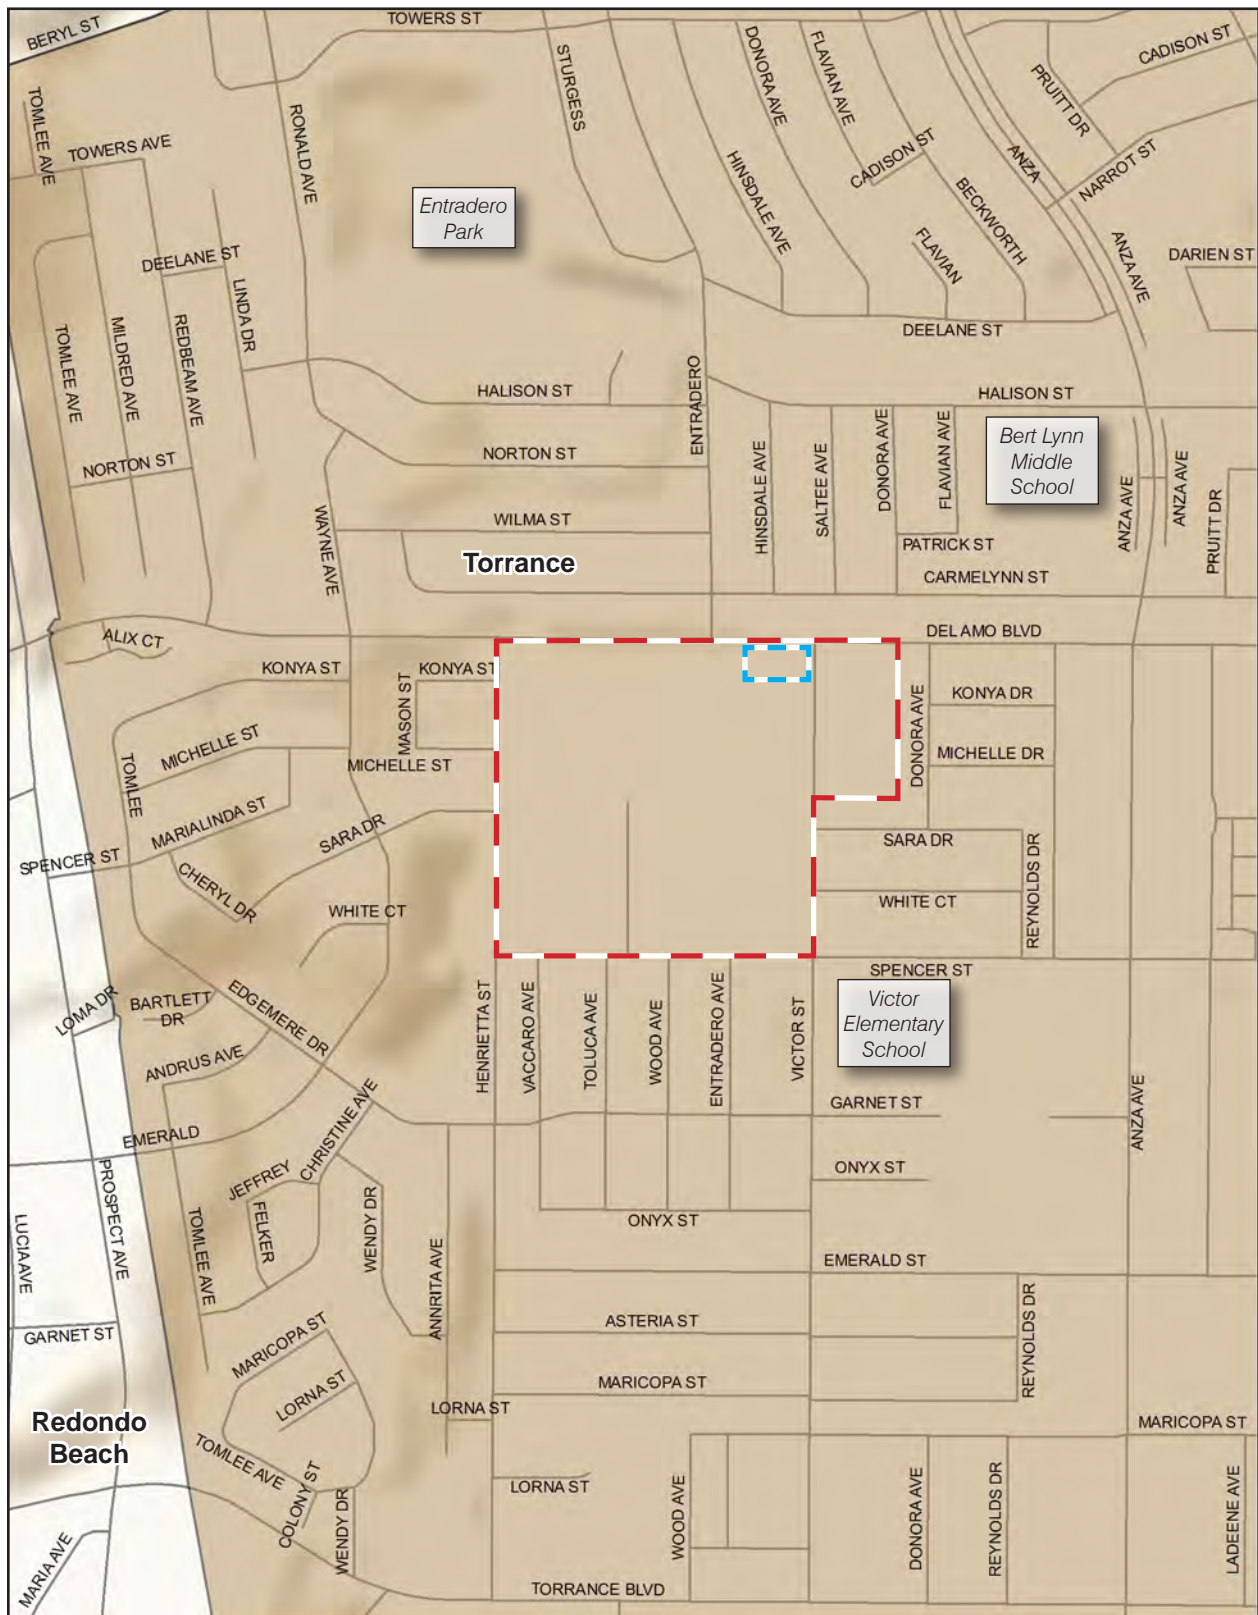 BERYL ST
TOWERS ST
CADISON ST
TOMLEE AVE
RONALD AVE
STURGESS
DONORA AVE
FLAVIAN AVE
PRUITT DR
TOWERS AVE
HINSDALE AVE
CADISON ST
ANZA
NARROT ST
Entradero
Park
BECKWORTH
DEELANE ST
LINDA DR
FLAVIAN
ANZA AVE
DARIEN ST
TOMLEE AVE
MILDRED AVE
REDBEAM AVE
DEELANE ST
HALISON ST
ENTRADERO
HALISON ST
NORTON ST
NORTON ST
HINSDALE AVE
SALTEE AVE
DONORA AVE
FLAVIAN AVE
Bert Lynn
Middle
School
ANZA AVE
ANZA AVE
PRUITT DR
WAYNE AVE
WILMA ST
Torrance
PATRICK ST
CARMELYNN ST
ALIX CT
DEL AMO BLVD
KONYA ST
MASON ST
KONYA ST
DONORA AVE
KONYA DR
TOMLEE
MICHELLE ST
MICHELLE ST
MICHELLE DR
MARIALINDA ST
SARA DR
SARA DR
REYNOLDS DR
SPENCER ST
CHERYL DR
WHITE CT
WHITE CT
SPENCER ST
LOMA DR
BARTLETT
DR
EDGEMERE DR
HENRIETTA ST
VACCARO AVE
TOLUCA AVE
WOOD AVE
ENTRADERO AVE
VICTOR ST
Victor
Elementary
School
ANDRUS AVE
GARNET ST
ANZA AVE
EMERALD
CHRISTINE AVE
JEFFREY
ONYX ST
PROSPECT AVE
LUCIA AVE
TOMLEE AVE
FELKER
WENDY DR
ANNRITA AVE
ONYX ST
EMERALD ST
GARNET ST
MARICOPA ST
ASTERIA ST
REYNOLDS DR
LORNA ST
MARICOPA ST
LORNA ST
Redondo
Beach
MARICOPA ST
TOMLEE AVE
COLONY ST
WENDY DR
LORNA ST
WOOD AVE
DONORA AVE
REYNOLDS DR
LADEENE AVE
MARIA AVE
TORRANCE BLVD